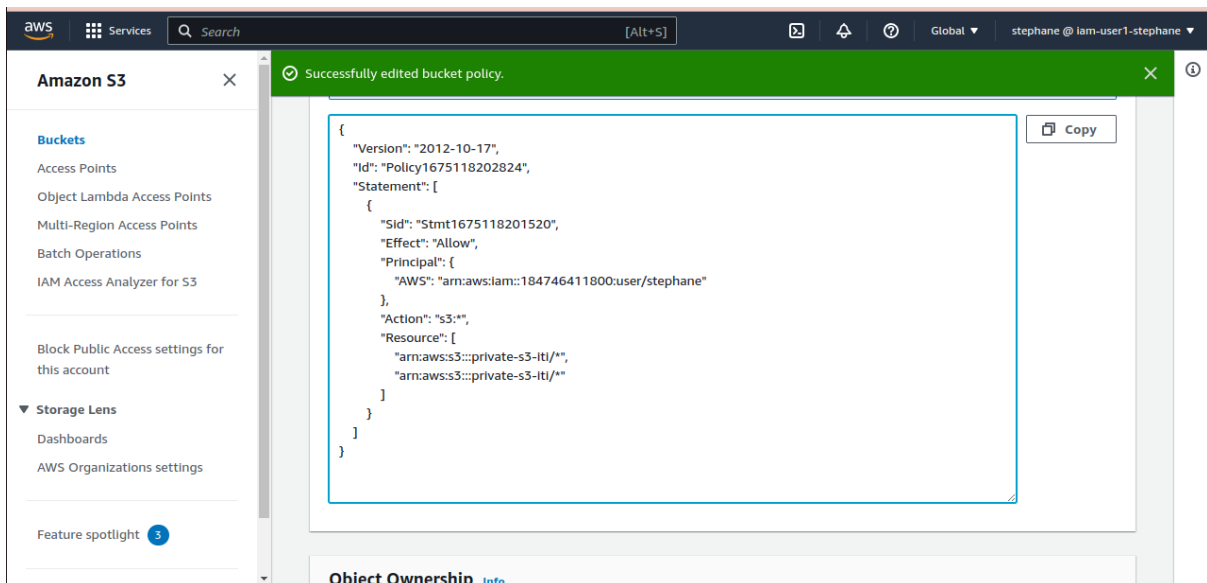 aws Services Search [Alt+S] Global stephane @ iam-user1-stephane
Amazon S3
Successfully edited bucket policy.
Buckets
Access Points
Object Lambda Access Points
Multi-Region Access Points
Batch Operations
IAM Access Analyzer for S3
Block Public Access settings for
this account
Storage Lens
Dashboards
AWS Organizations settings
Feature spotlight 3
Copy
{
"Version": "2012-10-17",
"Id": "Policy1675118202824",
"Statement": [
{
"Sid": "Stmt1675118201520",
"Effect": "Allow",
"Principal": {
"AWS": "arn:aws:iam::184746411800:user/stephane"
},
"Action": "s3:*",
"Resource": [
"arn:aws:s3:::private-s3-iti/*",
"arn:aws:s3:::private-s3-iti/*"
]
}
]
}
Object Ownership Info